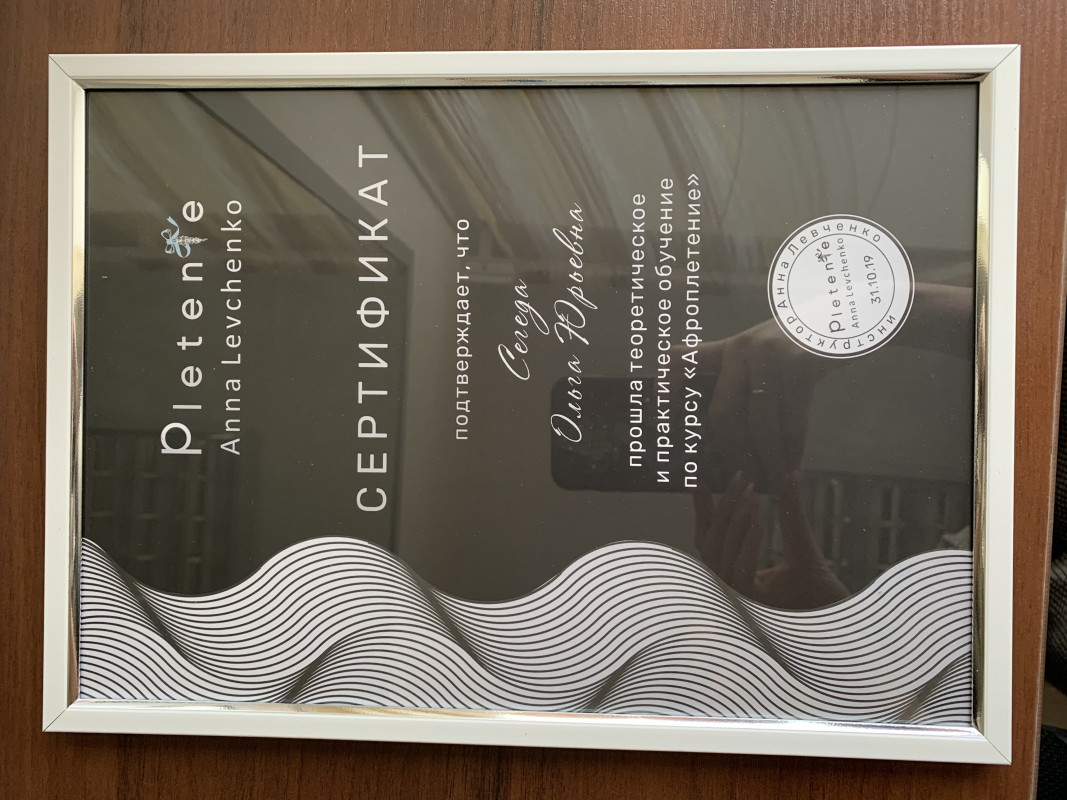 pletenie
Anna Levchenko
СЕРТИФИКАТ
подтверждает, что
Сегеда
Ольга Юрьевна
прошла теоретическое
и практическое обучение
по курсу «Афроплетение»
Анна Левченко
pletenie
Anna Levchenko
31.10.19
инструктор